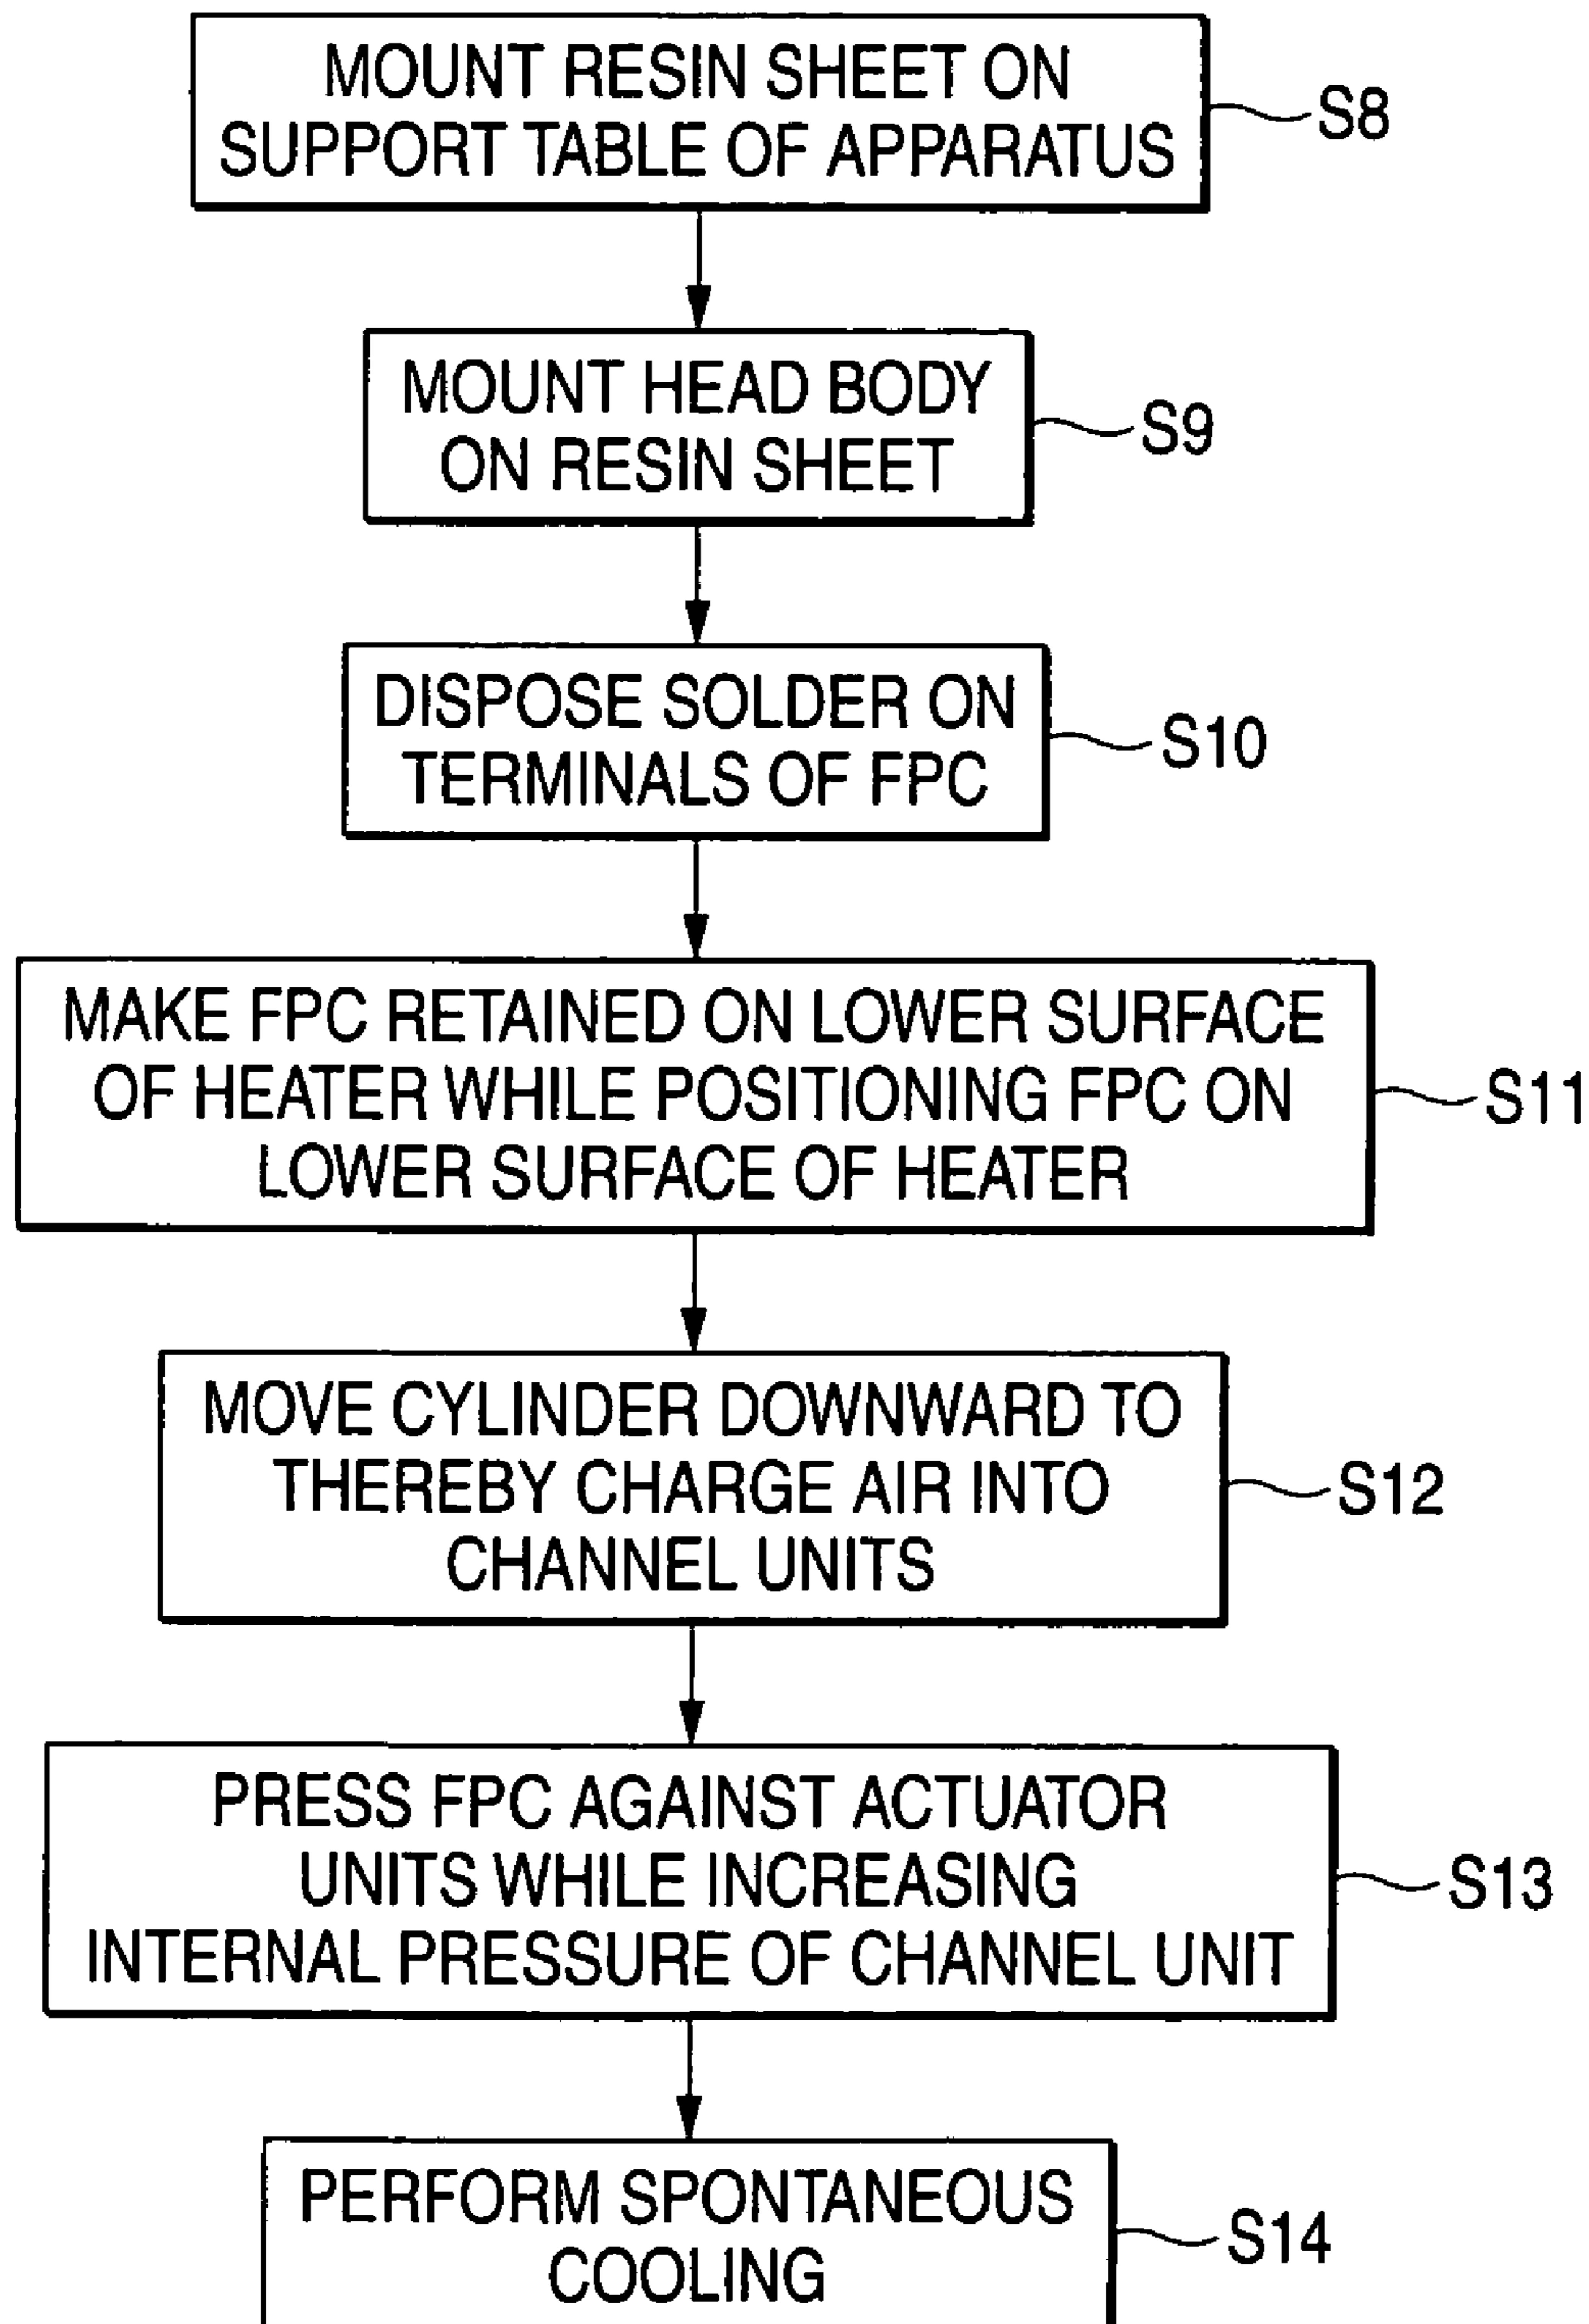 MOUNT RESIN SHEET ON
SUPPORT TABLE OF APPARATUS
S8
MOUNT HEAD BODY
ON RESIN SHEET
S9
DISPOSE SOLDER ON
TERMINALS OF FPC
S10
MAKE FPC RETAINED ON LOWER SURFACE
OF HEATER WHILE POSITIONING FPC ON
LOWER SURFACE OF HEATER
S11
MOVE CYLINDER DOWNWARD TO
THEREBY CHARGE AIR INTO
CHANNEL UNITS
S12
PRESS FPC AGAINST ACTUATOR
UNITS WHILE INCREASING
INTERNAL PRESSURE OF CHANNEL UNIT
S13
PERFORM SPONTANEOUS
COOLING
S14